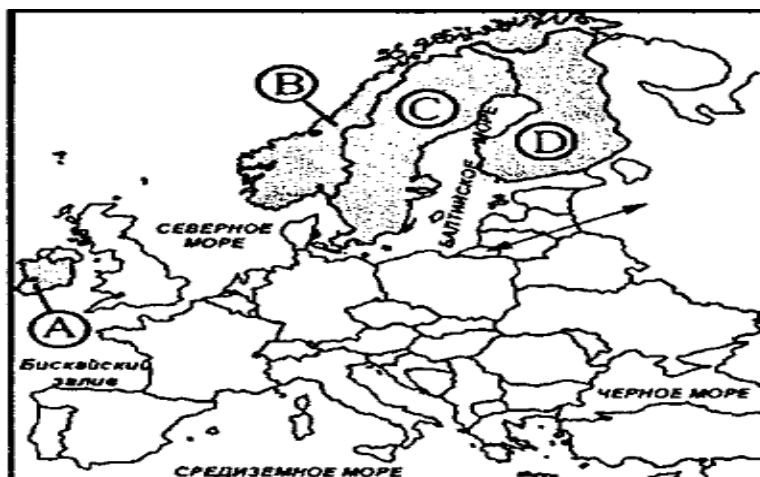 B
C
D
БАЛТИЙСКОЕ МОРЕ
СЕВЕРНОЕ
МОРЕ
A
Бискайский
залив
ЧЕРНОЕ МОРЕ
СРЕДИЗЕМНОЕ МОРЕ